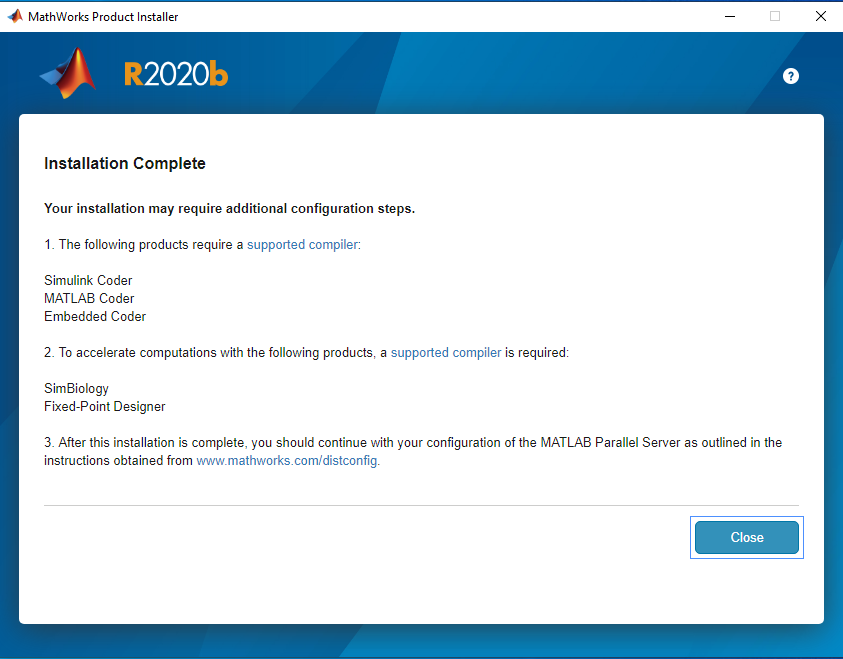 MathWorks Product Installer
R2020b
?
Installation Complete
Your installation may require additional configuration steps.
1. The following products require a supported compiler:
Simulink Coder
MATLAB Coder
Embedded Coder
2. To accelerate computations with the following products, a supported compiler is required:
SimBiology
Fixed-Point Designer
3. After this installation is complete, you should continue with your configuration of the MATLAB Parallel Server as outlined in the
instructions obtained from www.mathworks.com/distconfig.
Close